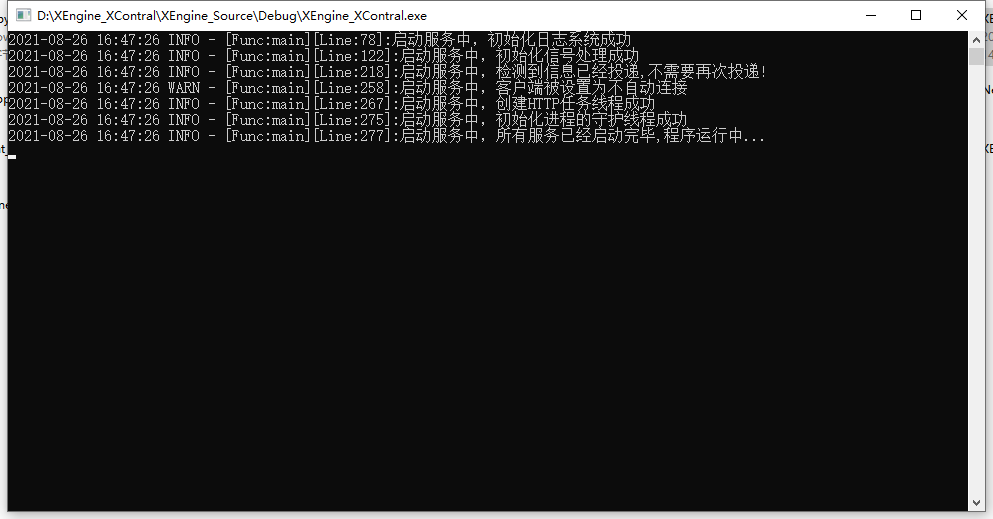 D:\XEngine_XContral\XEngine_Source\Debug\XEngine_XContral.exe
2021-08-26 16:47:26 INFO - [Func:main][Line:78]:启动服务中，初始化日志系统成功
2021-08-26 16:47:26 INFO - [Func:main][Line:122]:启动服务中，初始化信号处理成功
2021-08-26 16:47:26 INFO - [Func:main][Line:218]:启动服务中，检测到信息已经投递,不需要再次投递!
2021-08-26 16:47:26 WARN - [Func:main][Line:258]:启动服务中，客户端被设置为不自动连接
2021-08-26 16:47:26 INFO - [Func:main][Line:267]:启动服务中，创建HTTP任务线程成功
2021-08-26 16:47:26 INFO - [Func:main][Line:275]:启动服务中，初始化进程的守护线程成功
2021-08-26 16:47:26 INFO - [Func:main][Line:277]:启动服务中，所有服务已经启动完毕,程序运行中...